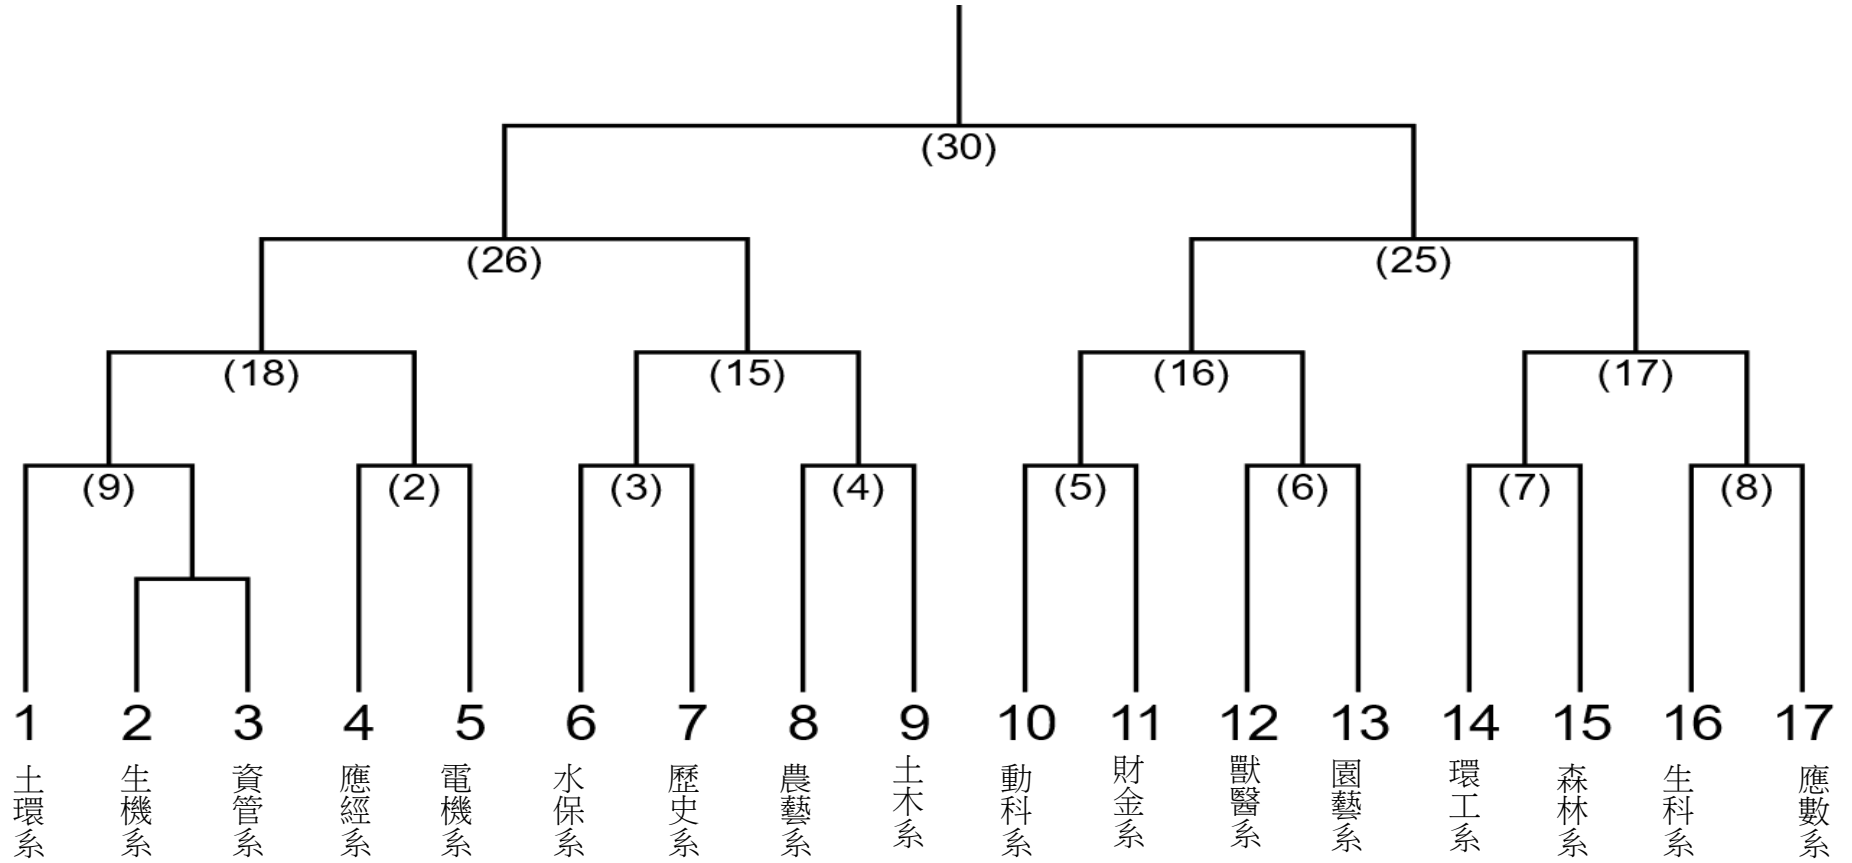 (30)
(26) (25)
(18) (15) (16) (17)
(9) (2) (3) (4) (5) (6) (7) (8)
1 2 3 4 5 6 7 8 9 10 11 12 13 14 15 16 17
土環系
生機系
資管系
應經系
電機系
水保系
歷史系
農藝系
土木系
動科系
財金系
獸醫系
園藝系
環工系
森林系
生科系
應數系